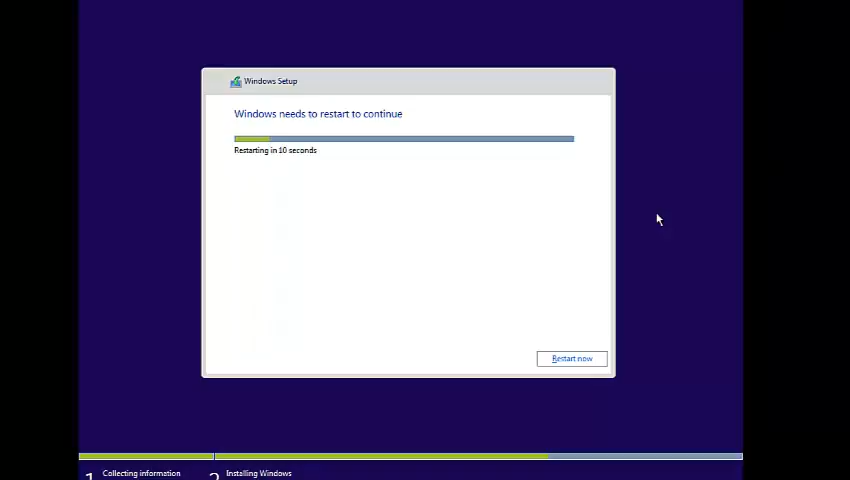 Windows Setup
Windows needs to restart to continue
Restarting in 10 seconds
Restart now
1 Collecting information
2 Installing Windows